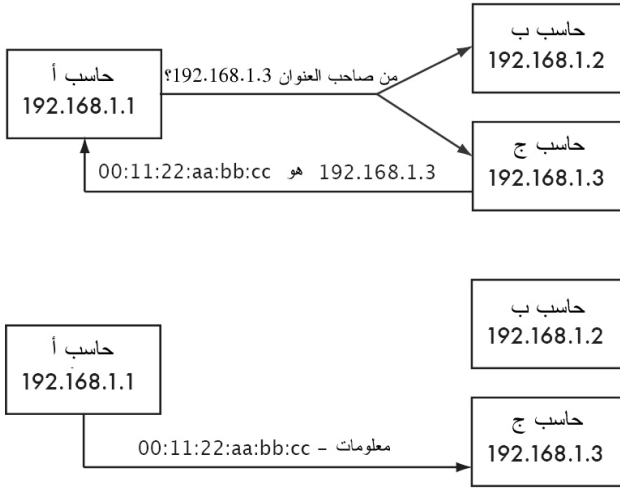 حاسب ب
192.168.1.2
حاسب أ
192.168.1.1
من صاحب العنوان 192.168.1.3؟
حاسب ج
192.168.1.3
192.168.1.3 هو 00:11:22:aa:bb:cc
حاسب ب
192.168.1.2
حاسب أ
192.168.1.1
حاسب ج
192.168.1.3
معلومات – 00:11:22:aa:bb:cc